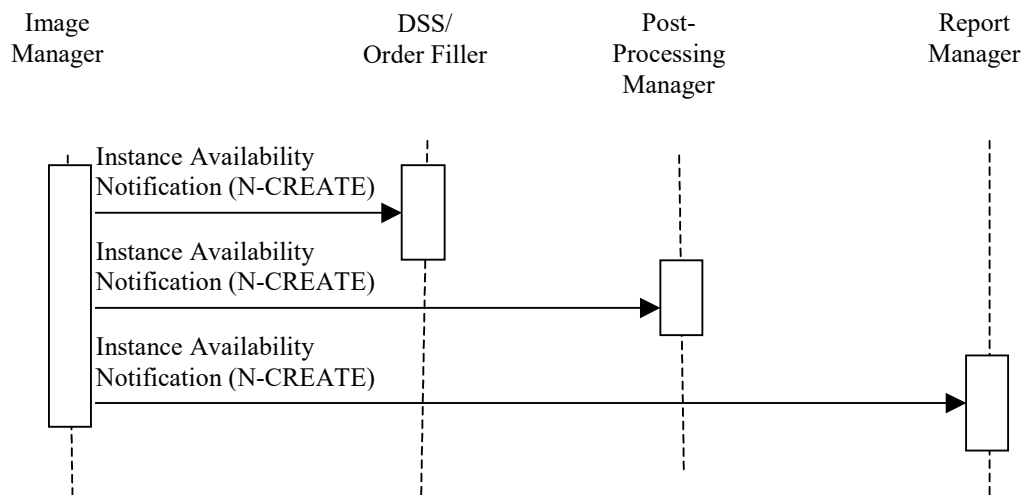 Image
Manager
DSS/
Order Filler
Post-
Processing
Manager
Report
Manager
Instance Availability
Notification (N-CREATE)
Instance Availability
Notification (N-CREATE)
Instance Availability
Notification (N-CREATE)